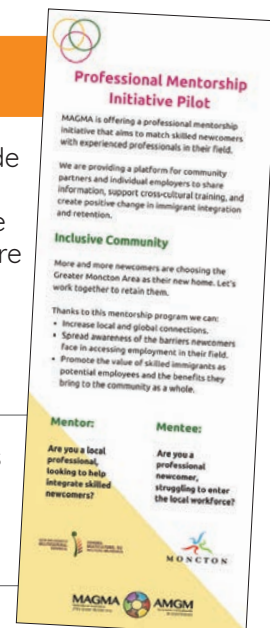 de
e
re
Professional Mentorship
Initiative Pilot
MAGMA is offering a professional mentorship
initiative that aims to match skilled newcomers
with experienced professionals in their field.
We are providing a platform for community
partners and individual employers to share
information, support cross-cultural training, and
create positive change in immigrant integration
and retention.
Inclusive Community
More and more newcomers are choosing the
Greater Moncton Area as their new home. Let's
work together to retain them.
Thanks to this mentorship program we can:
• Increase local and global connections.
• Spread awareness of the barriers newcomers
face in accessing employment in their field.
• Promote the value of skilled immigrants as
potential employees and the benefits they
bring to the community as a whole.
Mentor:
Are you a local
professional,
looking to help
integrate skilled
newcomers?
Mentee:
Are you a
professional
newcomer,
struggling to enter
the local workforce?
MONCTON
MAGMA AMGM